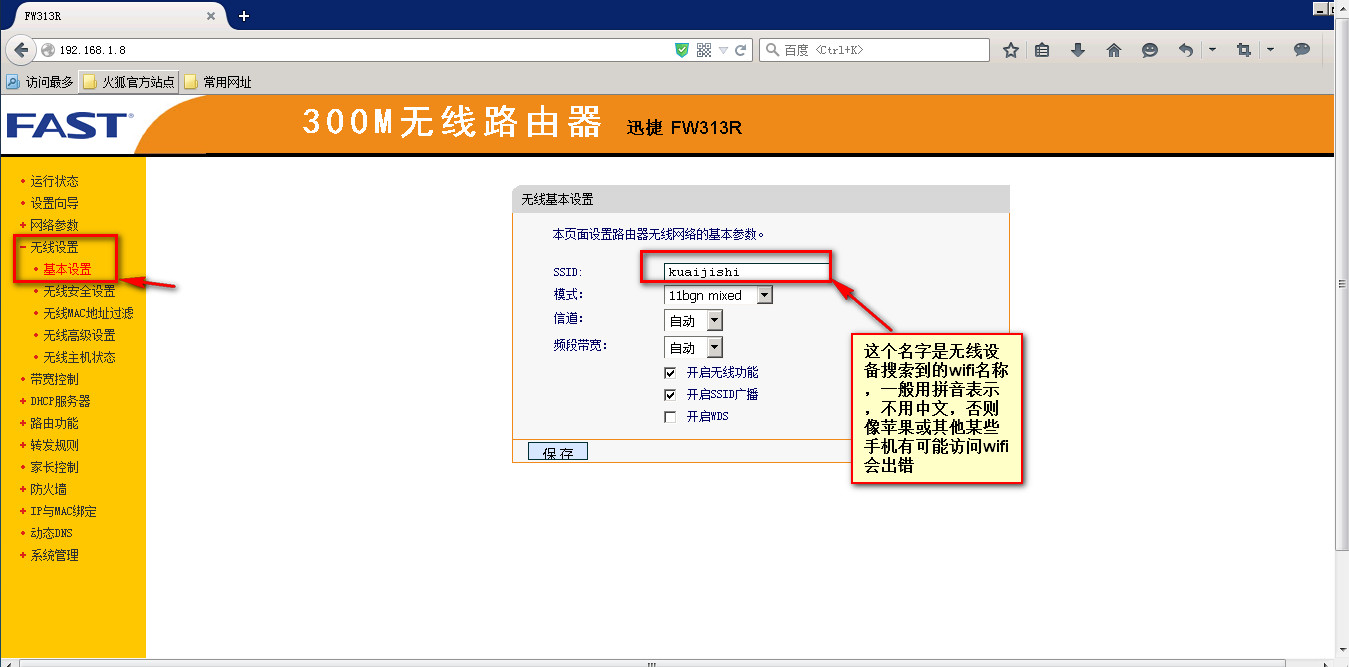 FW313R
192.168.1.8
百度 <Ctrl+K>
访问最多
火狐官方站点
常用网址
FAST®
300M无线路由器
迅捷 FW313R
运行状态
设置向导
网络参数
无线设置
基本设置
无线安全设置
无线MAC地址过滤
无线高级设置
无线主机状态
带宽控制
DHCP服务器
路由功能
转发规则
家长控制
防火墙
IP与MAC绑定
动态DNS
系统管理
无线基本设置
本页面设置路由器无线网络的基本参数。
SSID: kuaijishi
模式: 11bgn mixed
信道: 自动
频段带宽: 自动
开启无线功能
开启SSID广播
开启WDS
保存
这个名字是无线设
备搜索到的wifi名称
，一般用拼音表示
，不用中文，否则
像苹果或其他某些
手机有可能访问wifi
会出错